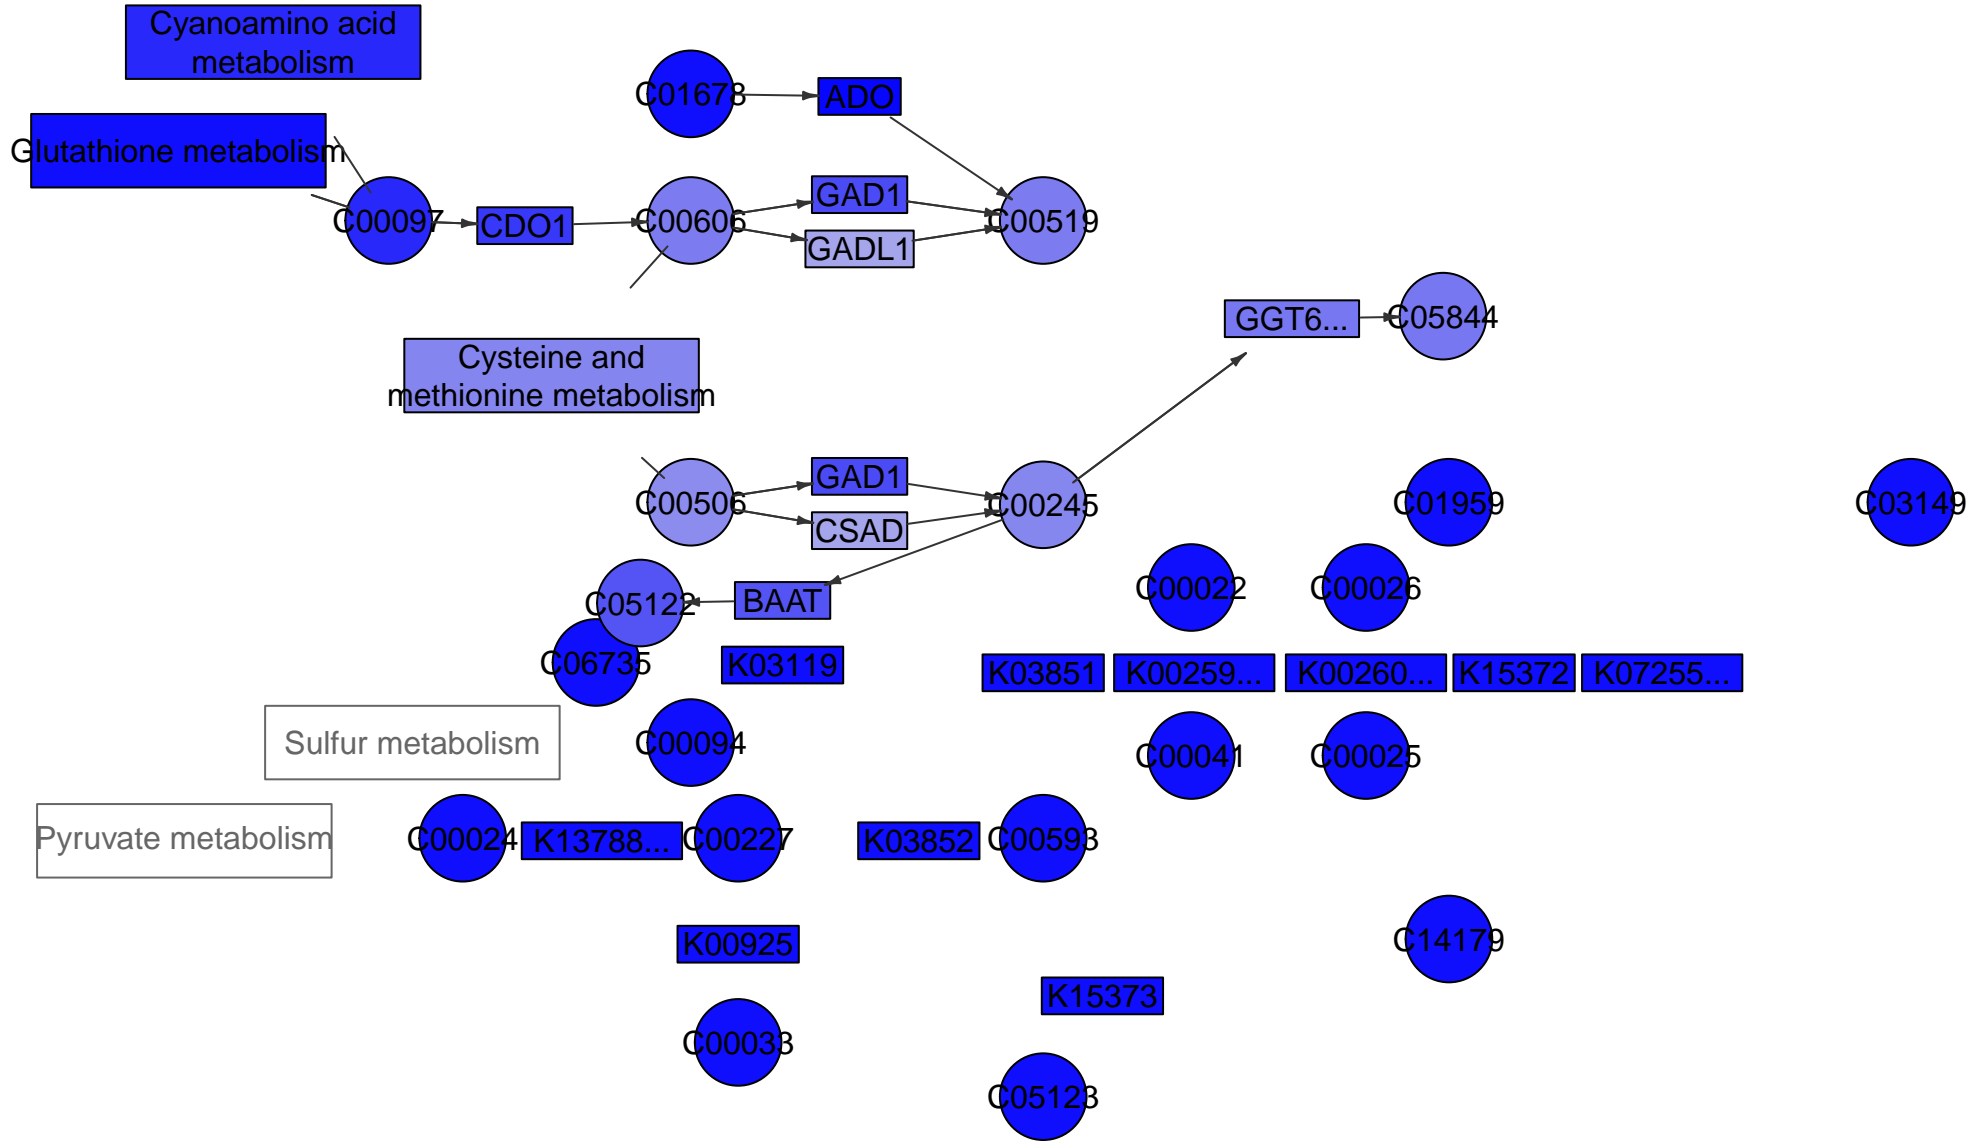 Cyanoamino acid
metabolism
C01678
ADO
Glutathione metabolism
C00097
CDO1
C00606
GAD1
GADL1
C00519
GGT6...
C05844
Cysteine and
methionine metabolism
C00506
GAD1
CSAD
C00245
C01959
C03149
C05122
BAAT
C00022
C00026
C06735
K03119
K03851
K00259...
K00260...
K15372
K07255...
Sulfur metabolism
C00094
C00041
C00025
Pyruvate metabolism
C00024
K13788...
C00227
K03852
C00593
K00925
C14179
K15373
C00033
C05123